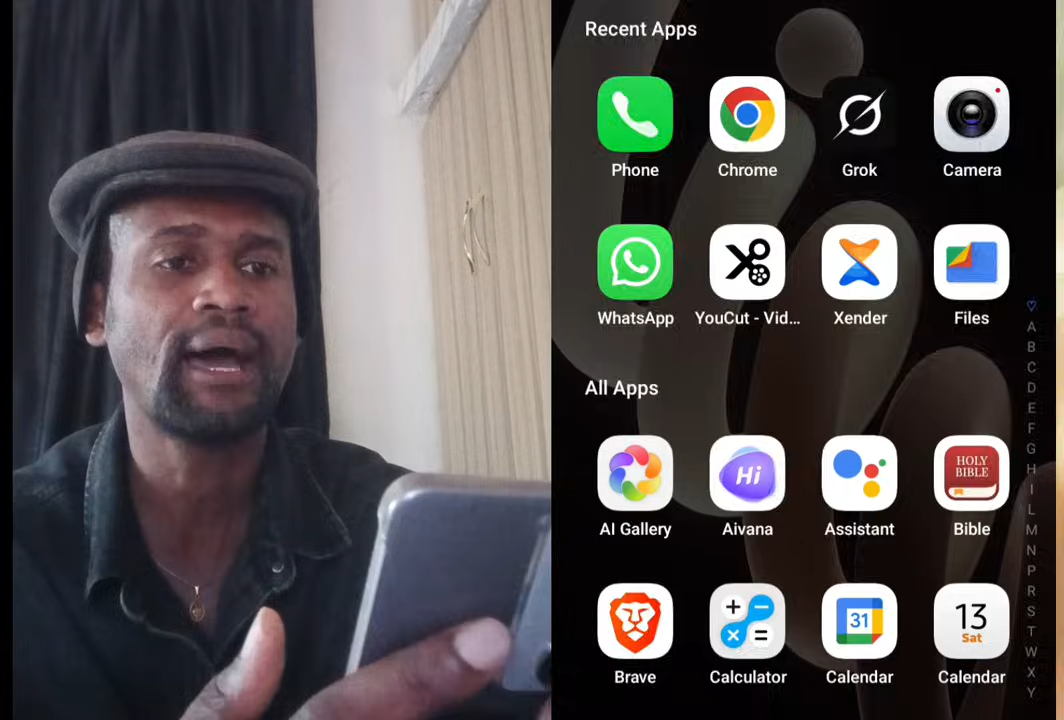 Recent Apps
Phone Chrome Grok Camera
WhatsApp YouCut - Vid... Xender Files
All Apps
Hi HOLY
BIBLE
AI Gallery Aivana Assistant Bible
31 13
Sat
Brave Calculator Calendar Calendar
A
B
C
D
E
F
G
H
I
L
M
N
P
R
S
T
W
X
Y